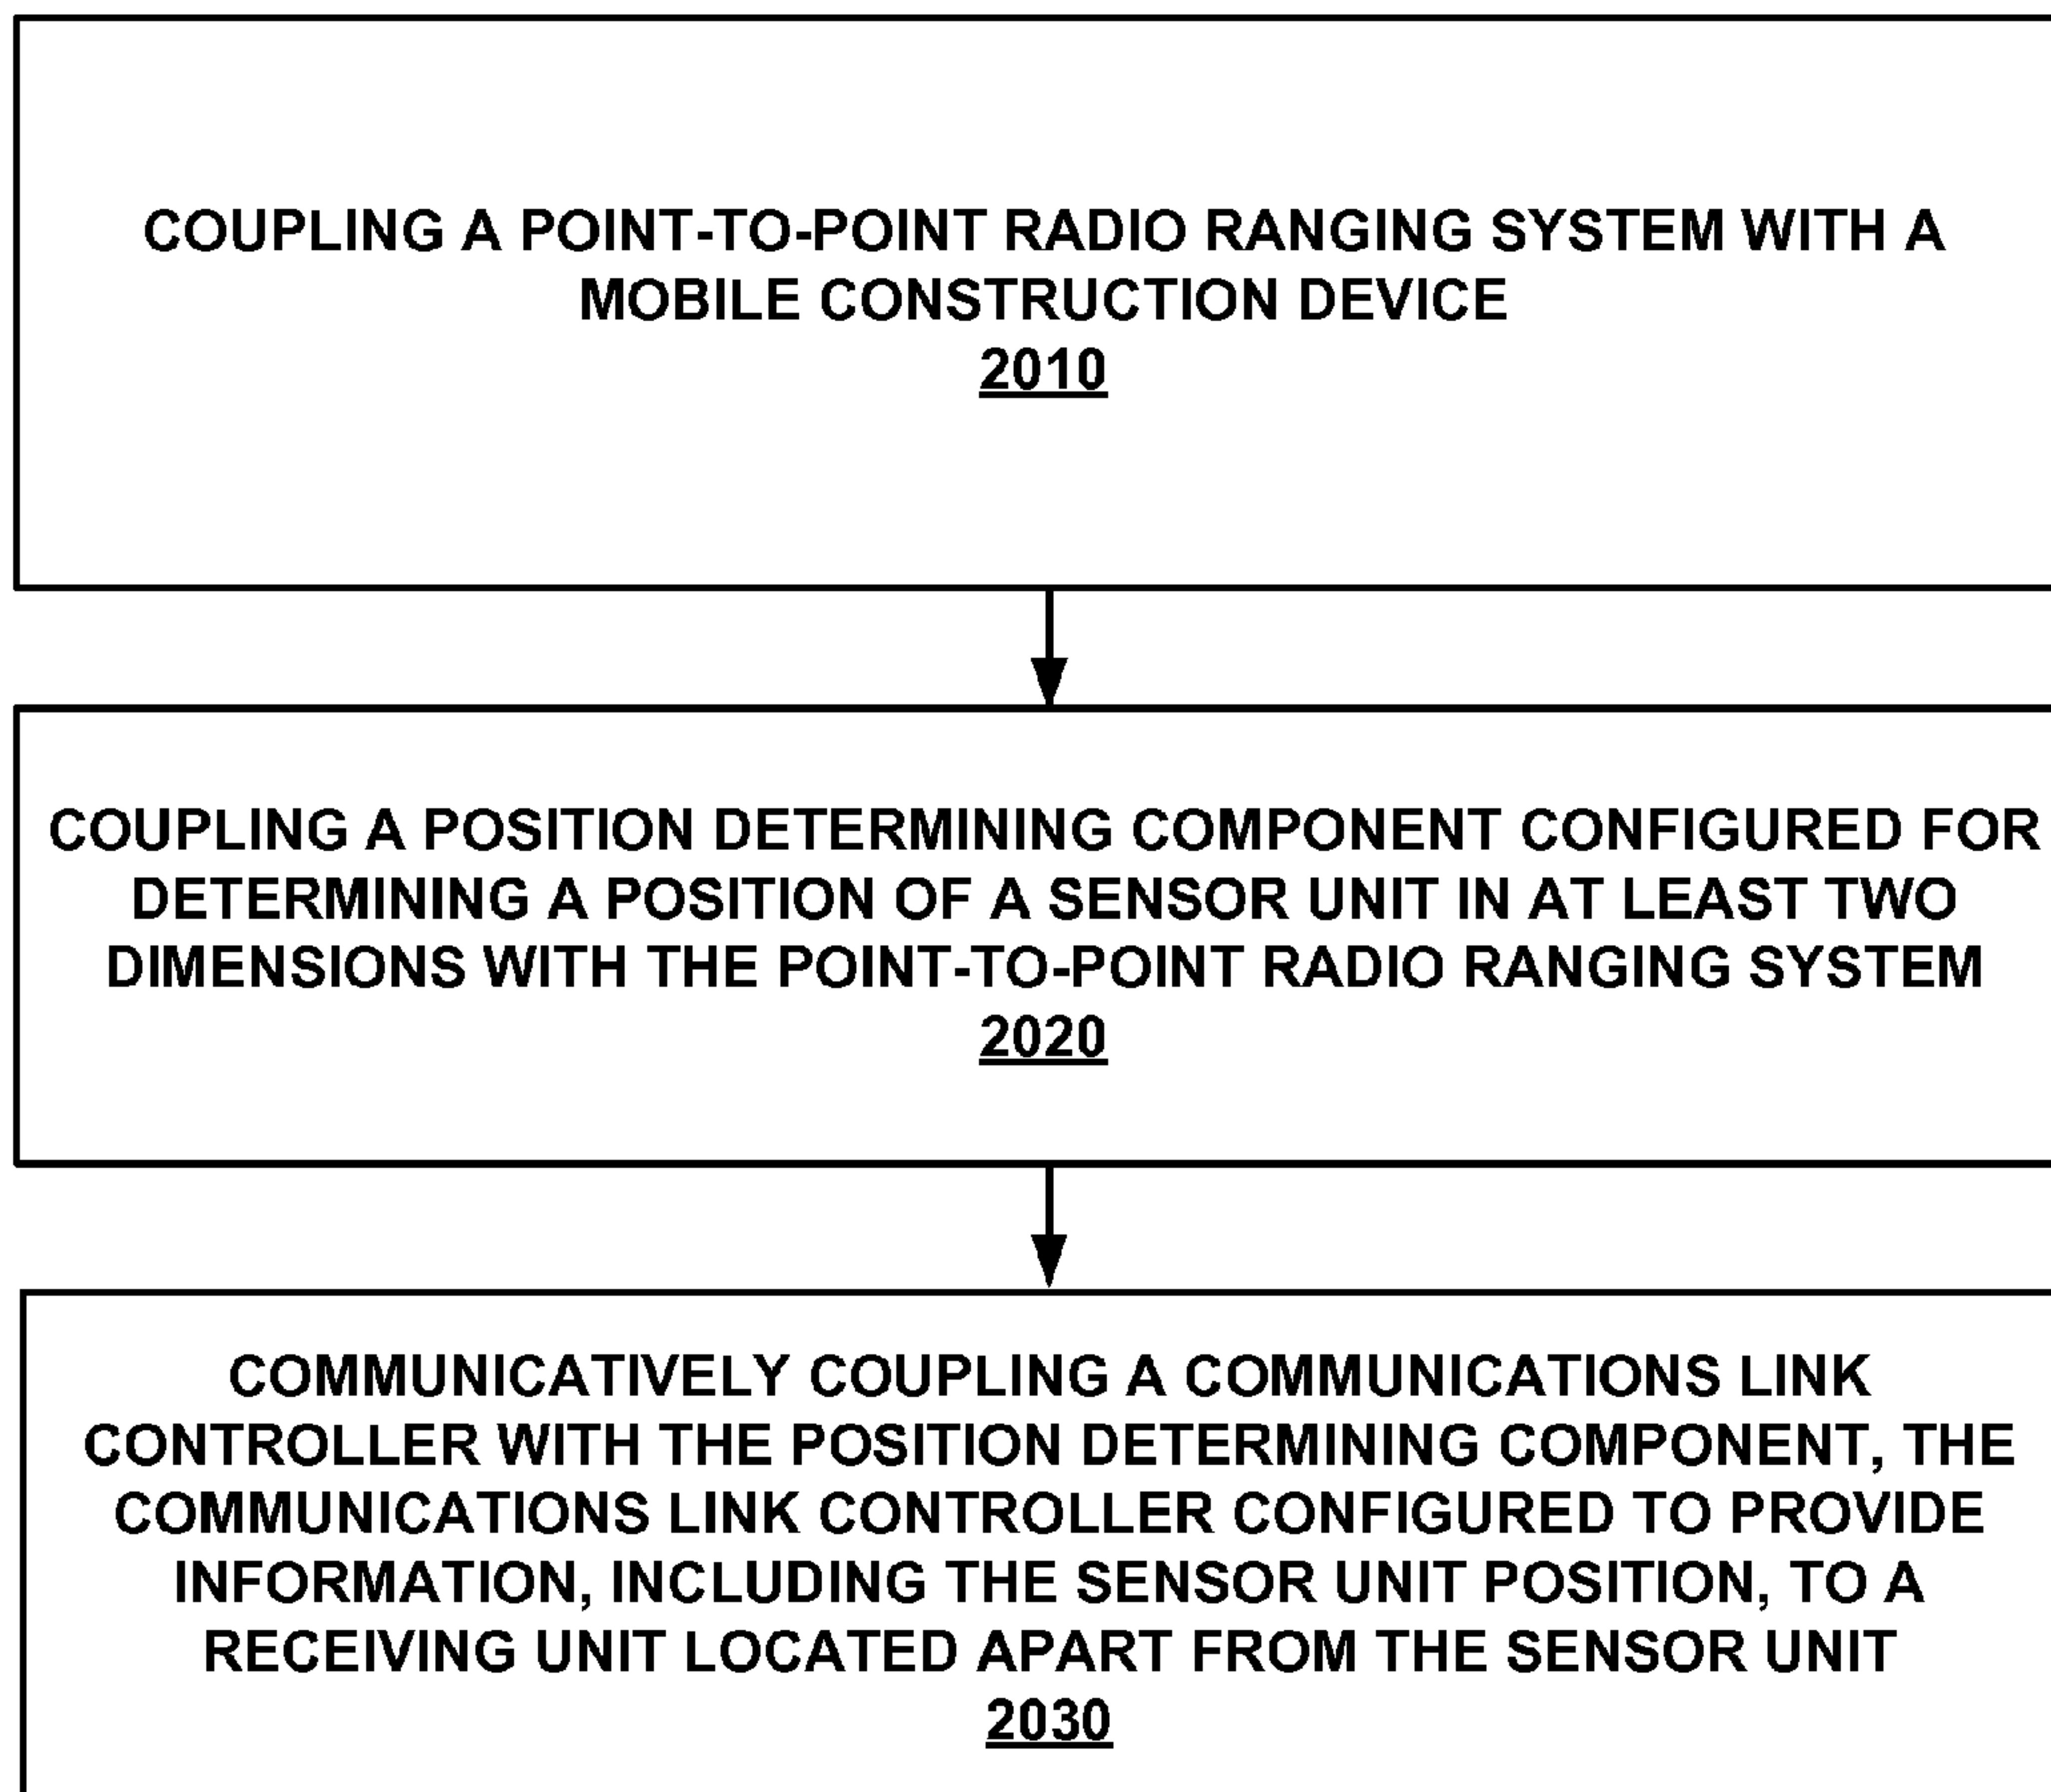 COUPLING A POINT-TO-POINT RADIO RANGING SYSTEM WITH A
MOBILE CONSTRUCTION DEVICE
2010
COUPLING A POSITION DETERMINING COMPONENT CONFIGURED FOR
DETERMINING A POSITION OF A SENSOR UNIT IN AT LEAST TWO
DIMENSIONS WITH THE POINT-TO-POINT RADIO RANGING SYSTEM
2020
COMMUNICATIVELY COUPLING A COMMUNICATIONS LINK
CONTROLLER WITH THE POSITION DETERMINING COMPONENT, THE
COMMUNICATIONS LINK CONTROLLER CONFIGURED TO PROVIDE
INFORMATION, INCLUDING THE SENSOR UNIT POSITION, TO A
RECEIVING UNIT LOCATED APART FROM THE SENSOR UNIT
2030